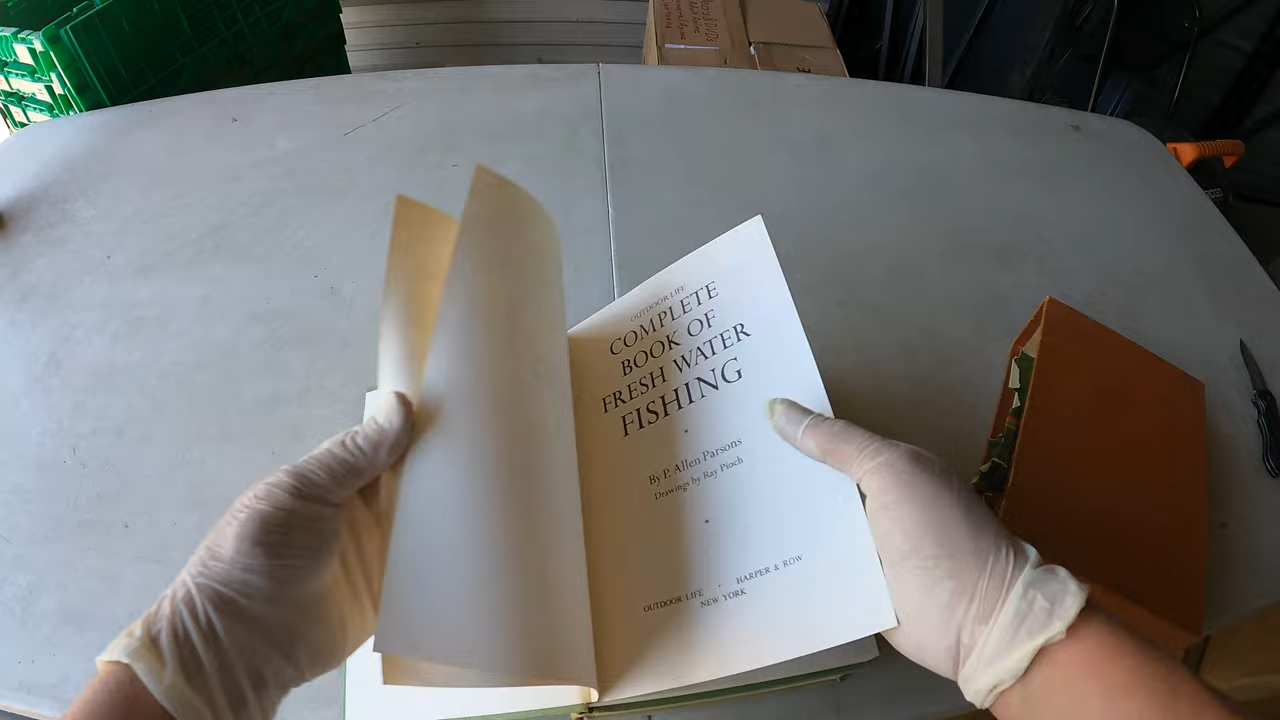 OUTDOOR LIFE
COMPLETE
BOOK OF
FRESH WATER
FISHING
By P. Allen Parsons
Drawings by Ray Pioch
OUTDOOR LIFE · HARPER & ROW
NEW YORK